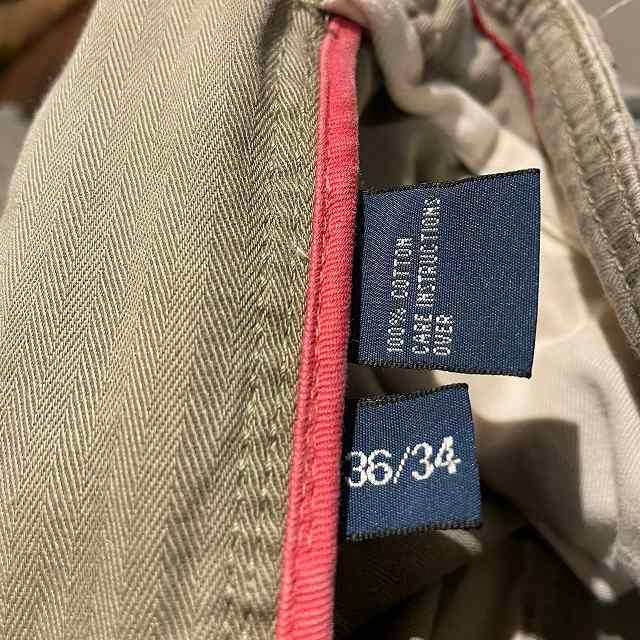 100% COTTON
CARE INSTRUCTIONS
OVER
36/34